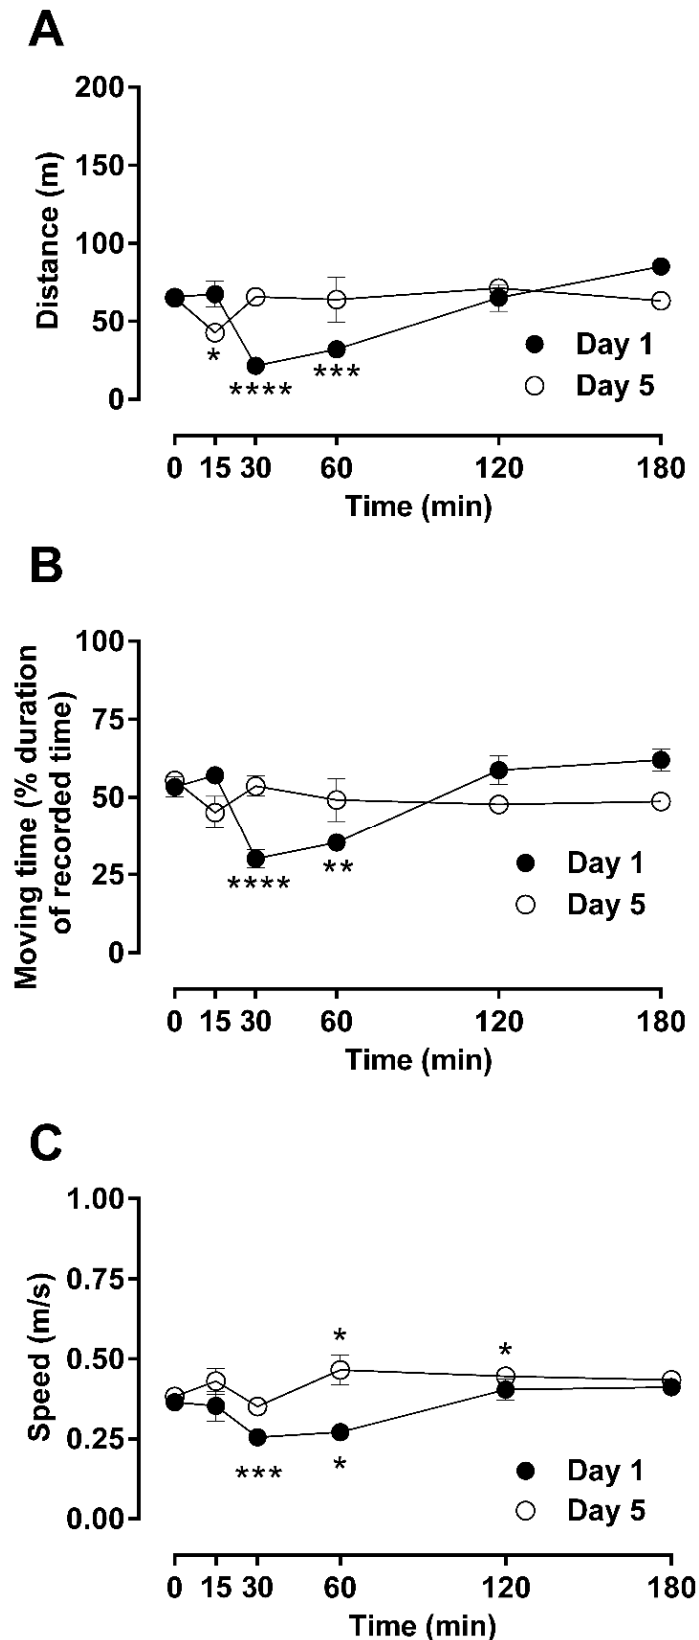 A
200
150
100
50
0
Distance (m)
*
****
***
Day 1
Day 5
0 15 30 60 120 180
Time (min)
B
100
75
50
25
0
Moving time (% duration
of recorded time)
****
**
Day 1
Day 5
0 15 30 60 120 180
Time (min)
C
1.00
0.75
0.50
0.25
0.00
Speed (m/s)
*
*
***
*
Day 1
Day 5
0 15 30 60 120 180
Time (min)